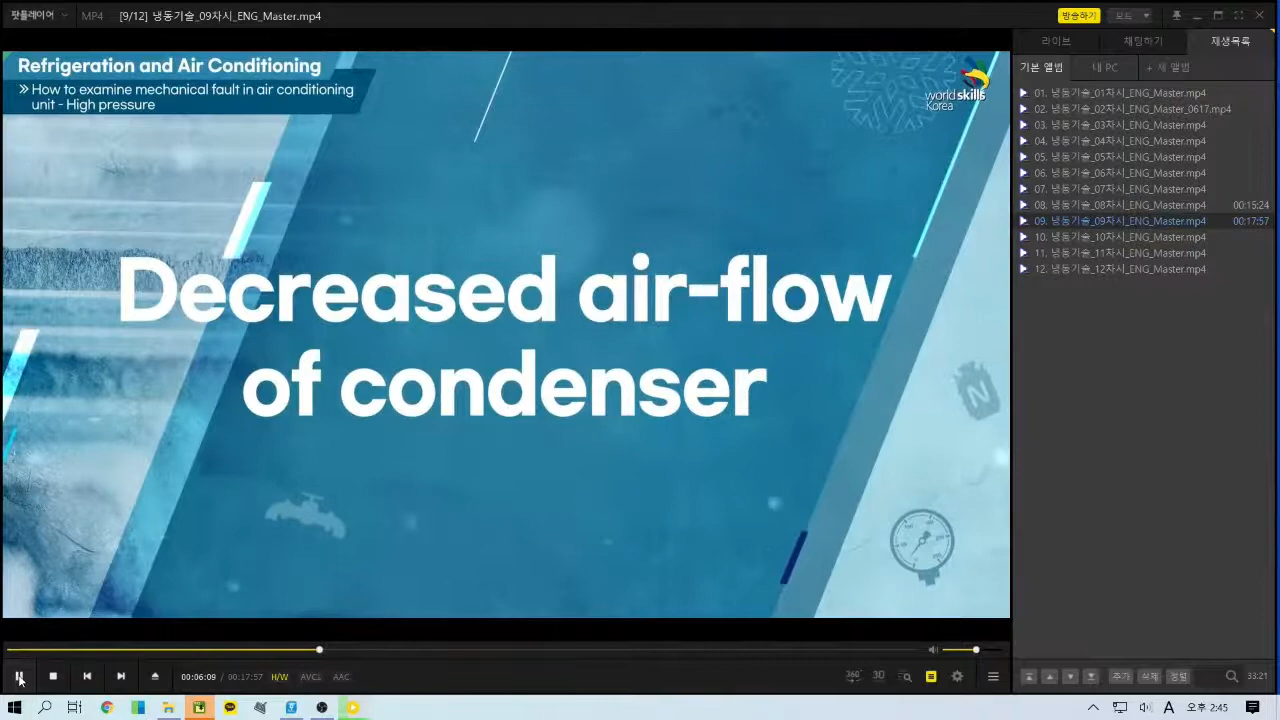 팟플레이어
MP4
[9/12] 냉동기술_09차시_ENG_Master.mp4
방송하기
모드
라이브
채팅하기
재생목록
기본 앨범
내 PC
+ 새 앨범
Refrigeration and Air Conditioning
» How to examine mechanical fault in air conditioning
unit - High pressure
world skills
Korea
Decreased air-flow
of condenser
N
01. 냉동기술_01차시_ENG_Master.mp4
02. 냉동기술_02차시_ENG_Master_0617.mp4
03. 냉동기술_03차시_ENG_Master.mp4
04. 냉동기술_04차시_ENG_Master.mp4
05. 냉동기술_05차시_ENG_Master.mp4
06. 냉동기술_06차시_ENG_Master.mp4
07. 냉동기술_07차시_ENG_Master.mp4
08. 냉동기술_08차시_ENG_Master.mp4 00:15:24
09. 냉동기술_09차시_ENG_Master.mp4 00:17:57
10. 냉동기술_10차시_ENG_Master.mp4
11. 냉동기술_11차시_ENG_Master.mp4
12. 냉동기술_12차시_ENG_Master.mp4
00:06:09 / 00:17:57 H/W AVC1 AAC
360° 3D
추가 삭제 정렬
33:21
A 오후 2:45